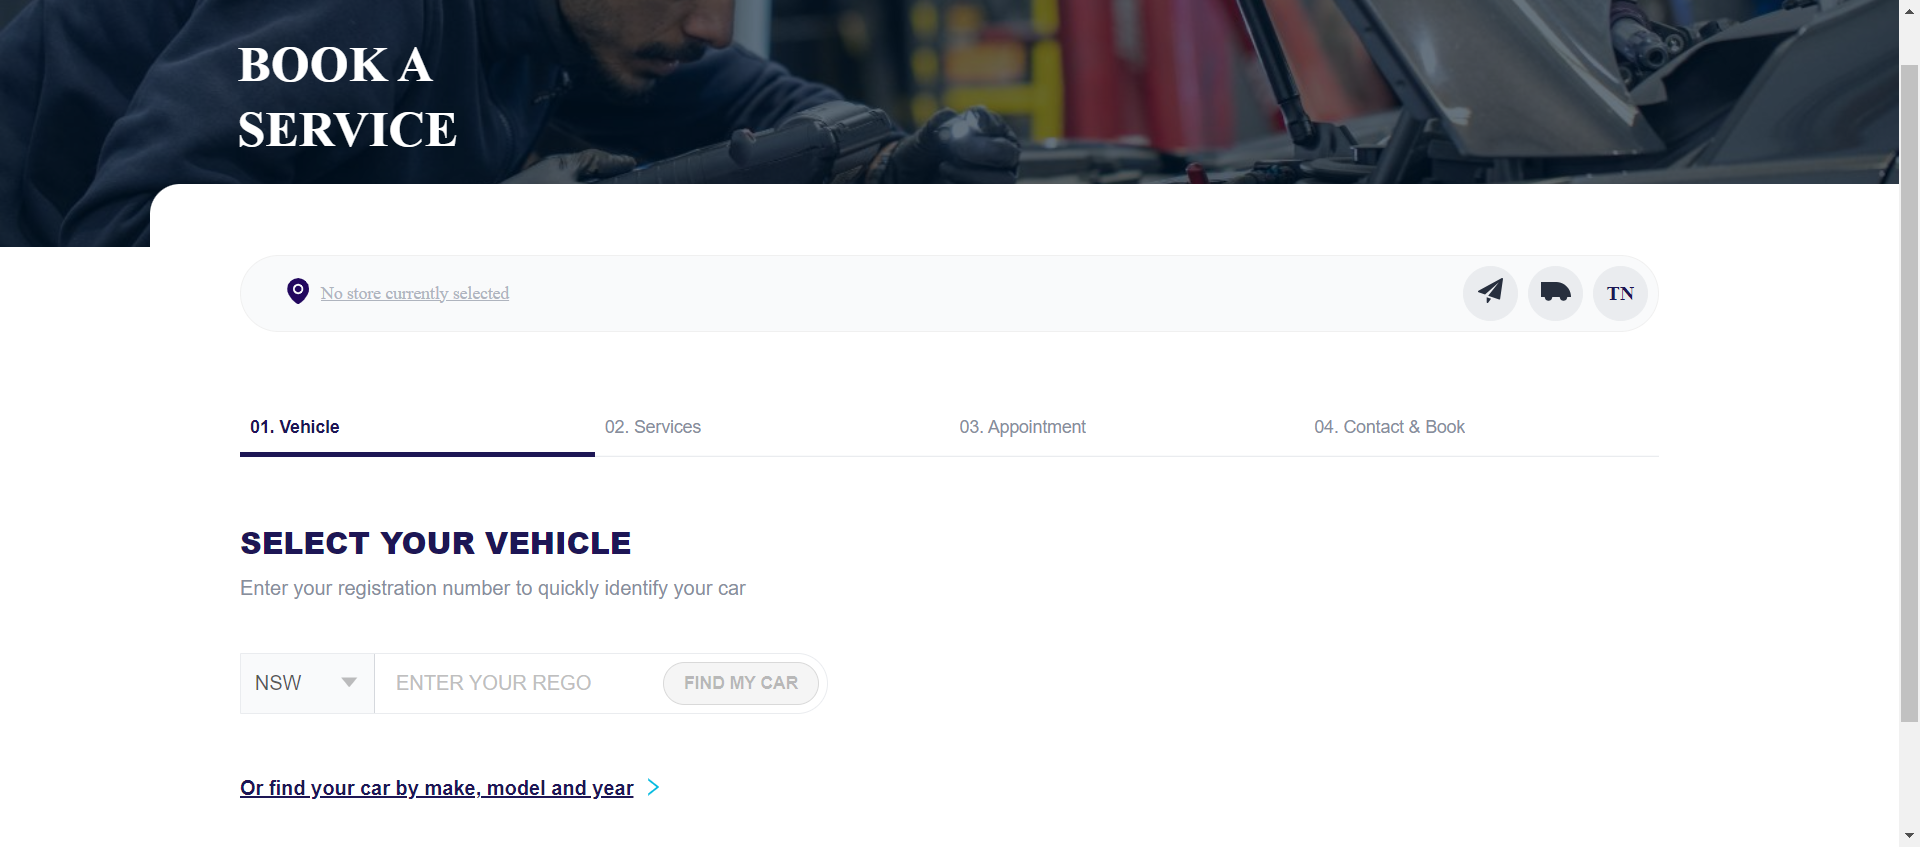 BOOK A
SERVICE
No store currently selected
TN
01. Vehicle
02. Services
03. Appointment
04. Contact & Book
SELECT YOUR VEHICLE
Enter your registration number to quickly identify your car
NSW
ENTER YOUR REGO
FIND MY CAR
Or find your car by make, model and year